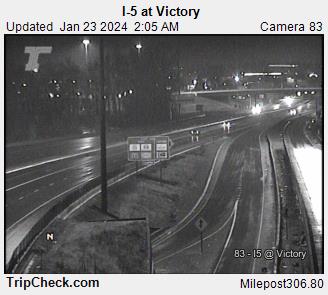 I-5 at Victory
Updated Jan 23 2024 2:05 AM Camera 83
N
83 - I5 @ Victory
TripCheck.com Milepost306.80